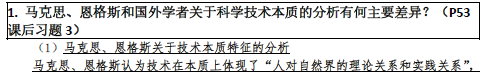 1. 马克思、恩格斯和国外学者关于科学技术本质的分析有何主要差异？（P53
课后习题 3）
（1）马克思、恩格斯关于技术本质特征的分析
马克思、恩格斯认为技术在本质上体现了“人对自然界的理论关系和实践关系”，